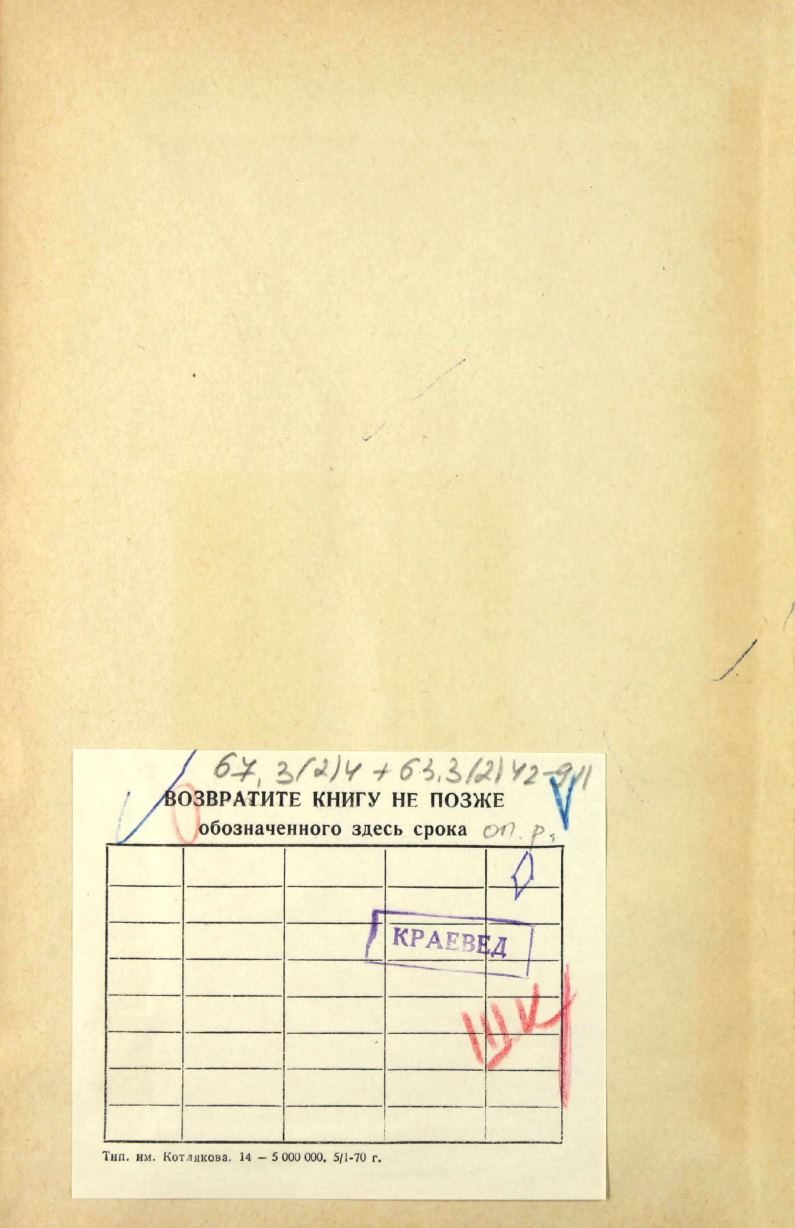 67.3(2)4 + 63.3(2)42-911
ВОЗВРАТИТЕ КНИГУ НЕ ПОЗЖЕ
обозначенного здесь срока оп. р.
КРАЕВЕД
Тип. им. Котлякова. 14 — 5 000 000. 5/I-70 г.